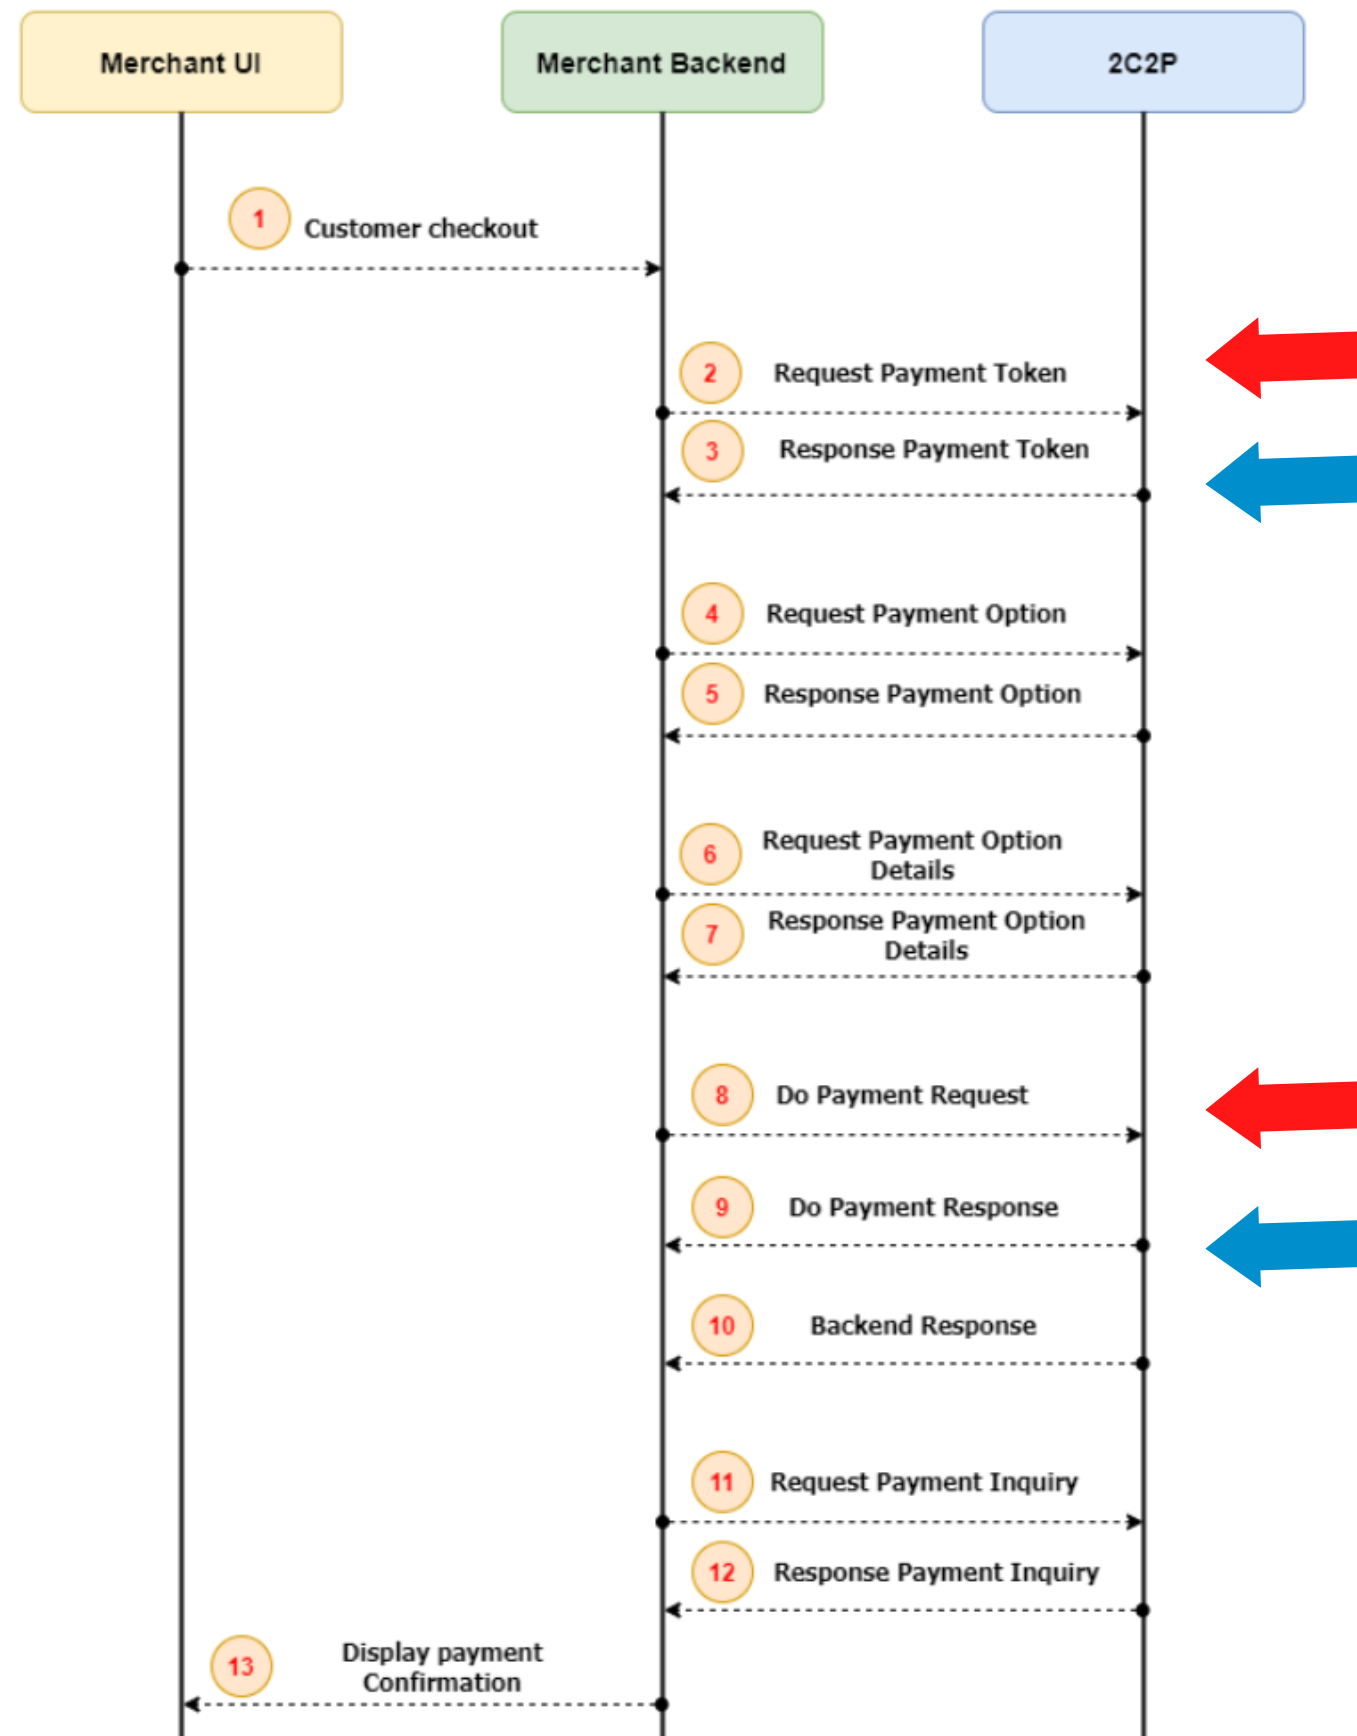 Merchant UI
Merchant Backend
2C2P
1
Customer checkout
2
Request Payment Token
3
Response Payment Token
4
Request Payment Option
5
Response Payment Option
6
Request Payment Option
Details
7
Response Payment Option
Details
8
Do Payment Request
9
Do Payment Response
10
Backend Response
11
Request Payment Inquiry
12
Response Payment Inquiry
13
Display payment
Confirmation